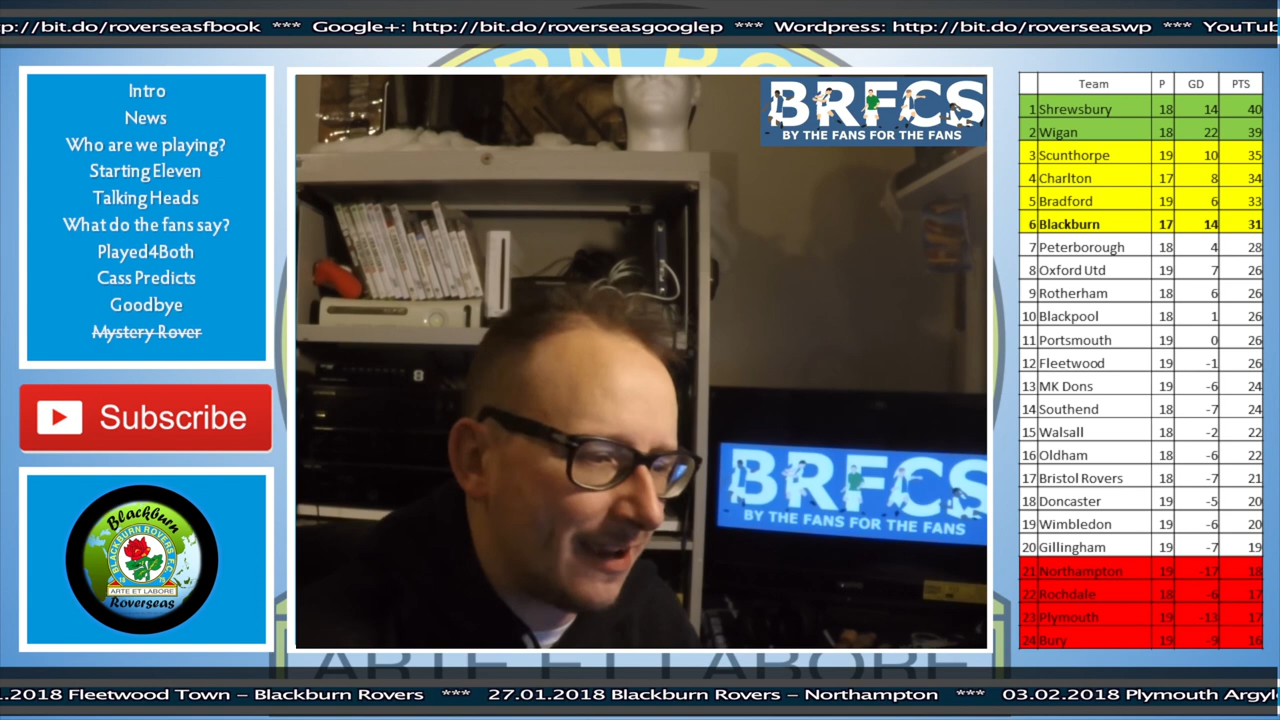 p://bit.do/roverseasfbook *** Google+: http://bit.do/roverseasgooglep *** Wordpress: http://bit.do/roverseaswp *** YouTub
Intro
News
Who are we playing?
Starting Eleven
Talking Heads
What do the fans say?
Played4Both
Cass Predicts
Goodbye
Mystery Rover
Subscribe
Blackburn
BLACKBURN ROVERS F.C.
18 75
ARTE ET LABORE
Roverseas
BRFCS
BY THE FANS FOR THE FANS
8
BRFCS
BY THE FANS FOR THE FANS
Team P GD PTS
1 Shrewsbury 18 14 40
2 Wigan 18 22 39
3 Scunthorpe 19 10 35
4 Charlton 17 8 34
5 Bradford 19 6 33
6 Blackburn 17 14 31
7 Peterborough 18 4 28
8 Oxford Utd 19 7 26
9 Rotherham 18 6 26
10 Blackpool 18 1 26
11 Portsmouth 19 0 26
12 Fleetwood 19 -1 26
13 MK Dons 19 -6 24
14 Southend 18 -7 24
15 Walsall 18 -2 22
16 Oldham 18 -6 22
17 Bristol Rovers 18 -7 21
18 Doncaster 19 -5 20
19 Wimbledon 19 -6 20
20 Gillingham 19 -7 19
21 Northampton 19 -17 18
22 Rochdale 18 -6 17
23 Plymouth 19 -13 17
24 Bury 19 -9 16
ARTE ET LABORE
1.2018 Fleetwood Town – Blackburn Rovers *** 27.01.2018 Blackburn Rovers – Northampton *** 03.02.2018 Plymouth Argyl